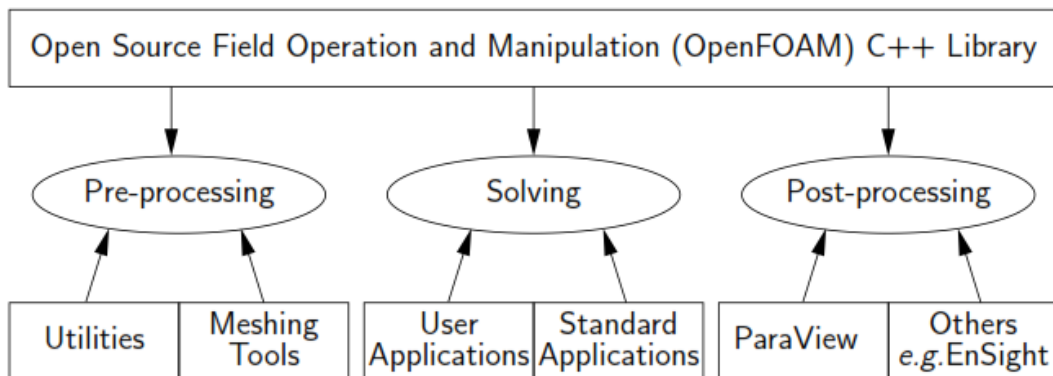 Open Source Field Operation and Manipulation (OpenFOAM) C++ Library
Pre-processing
Solving
Post-processing
Utilities
Meshing
Tools
User
Applications
Standard
Applications
ParaView
Others
e.g.EnSight